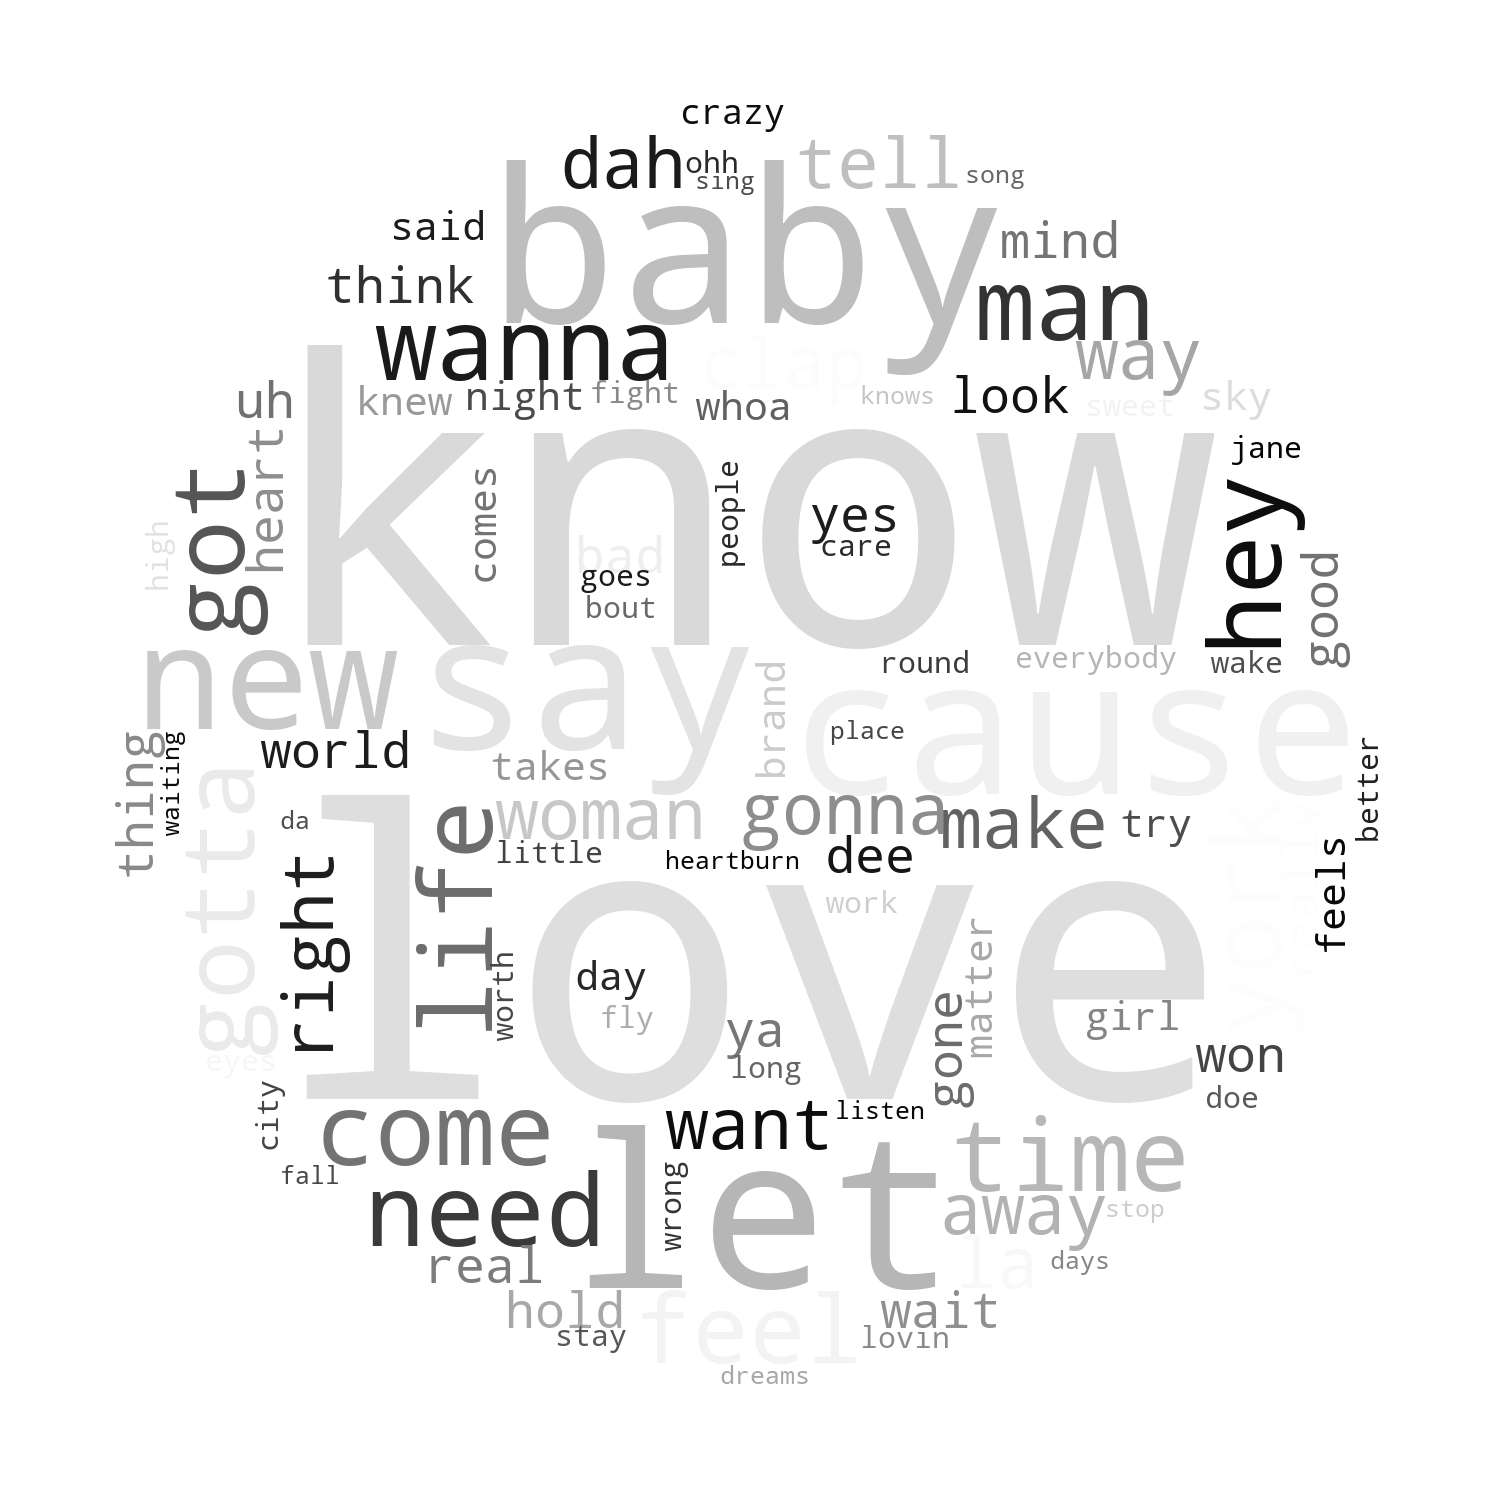 crazy
dah
ohh
sing
tell
song
baby
said
mind
think
man
wanna
clap
way
uh
knew
night
fight
whoa
knows
look
sweet
sky
know
jane
got
heart
high
comes
people
yes
care
bad
goes
bout
hey
good
new
say
round
everybody
wake
cause
brand
place
thing
waiting
world
takes
better
gotta
da
life
woman
gonna
make
try
york
little
heartburn
dee
feels
right
love
work
worth
day
fly
matter
gone
girl
ya
long
won
eyes
doe
city
come
want
listen
time
fall
need
let
wrong
away
stop
real
la
days
hold
feel
wait
stay
lovin
dreams